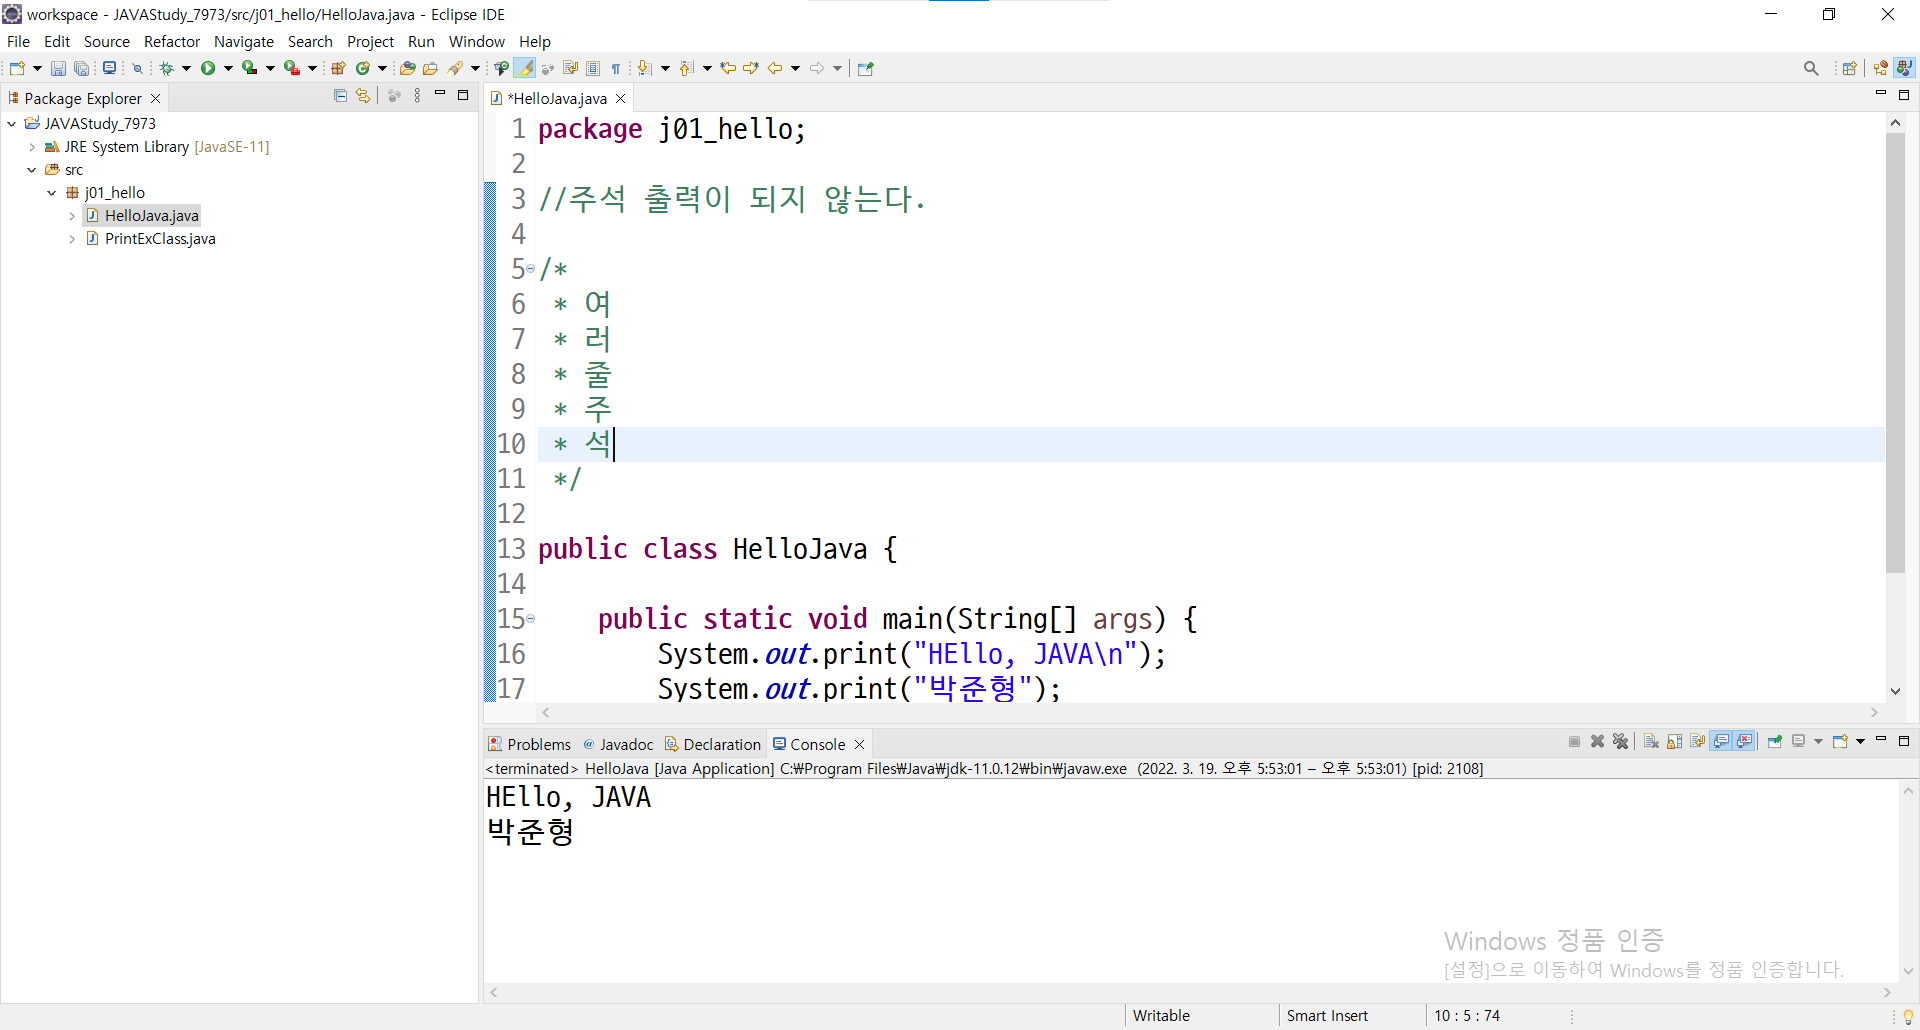 workspace - JAVAStudy_7973/src/j01_hello/HelloJava.java - Eclipse IDE
File Edit Source Refactor Navigate Search Project Run Window Help
Package Explorer
JAVAStudy_7973
JRE System Library [JavaSE-11]
src
j01_hello
HelloJava.java
PrintExClass.java
*HelloJava.java
1 package j01_hello;
2
3 //주석 출력이 되지 않는다.
4
5 /*
6 * 여
7 * 러
8 * 줄
9 * 주
10 * 석
11 */
12
13 public class HelloJava {
14
15 public static void main(String[] args) {
16 System.out.print("HEllo, JAVA\n");
17 System.out.print("박준형");
Problems @ Javadoc Declaration Console
<terminated> HelloJava [Java Application] C:₩Program Files₩Java₩jdk-11.0.12₩bin₩javaw.exe (2022. 3. 19. 오후 5:53:01 – 오후 5:53:01) [pid: 2108]
HEllo, JAVA
박준형
Windows 정품 인증
[설정]으로 이동하여 Windows를 정품 인증합니다.
Writable Smart Insert 10 : 5 : 74